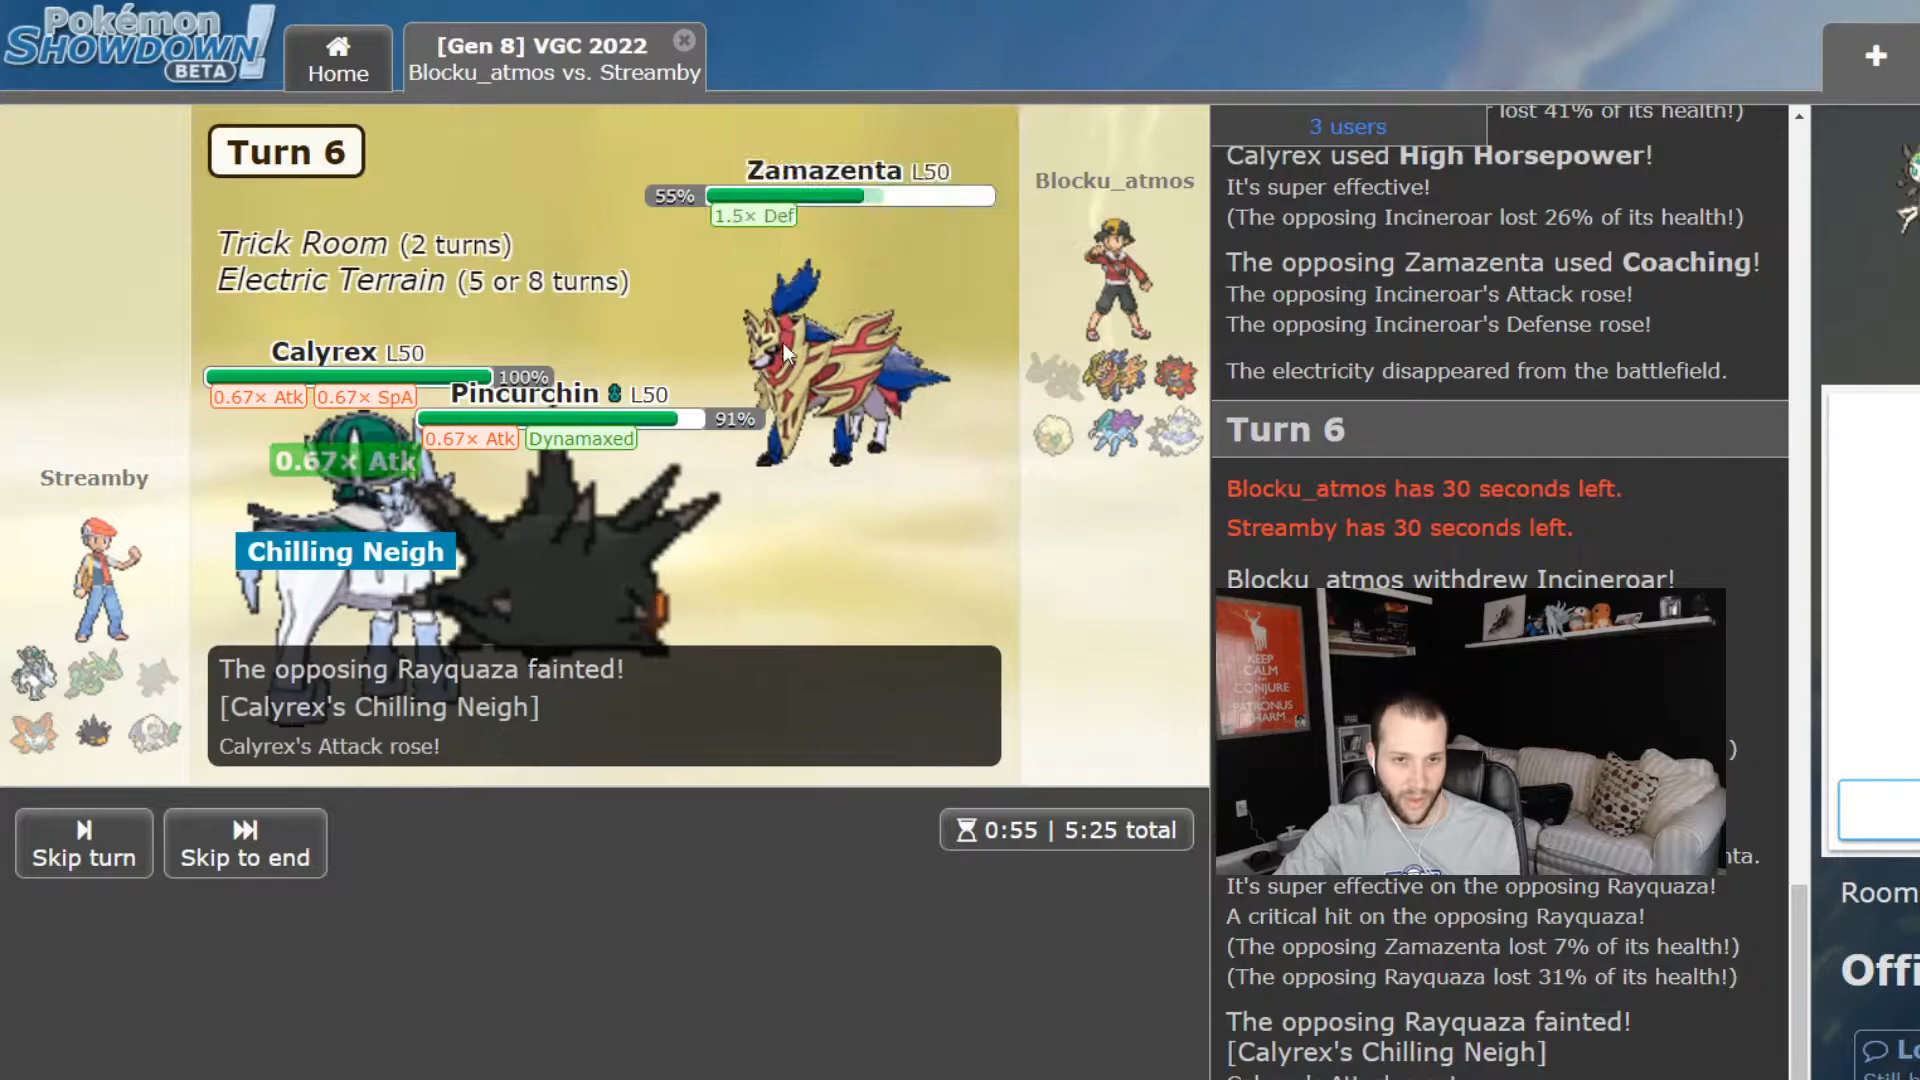 Pokémon
SHOWDOWN!
BETA
Home
[Gen 8] VGC 2022
Blocku_atmos vs. Streamby
Turn 6
Trick Room (2 turns)
Electric Terrain (5 or 8 turns)
Zamazenta L50
55%
1.5× Def
Calyrex L50
100%
0.67× Atk
0.67× SpA
Pincurchin L50
91%
0.67× Atk
Dynamaxed
0.67× Atk
Chilling Neigh
Streamby
Blocku_atmos
The opposing Rayquaza fainted!
[Calyrex's Chilling Neigh]
Calyrex's Attack rose!
Skip turn
Skip to end
0:55 | 5:25 total
3 users
lost 41% of its health!)
Calyrex used High Horsepower!
It's super effective!
(The opposing Incineroar lost 26% of its health!)
The opposing Zamazenta used Coaching!
The opposing Incineroar's Attack rose!
The opposing Incineroar's Defense rose!
The electricity disappeared from the battlefield.
Turn 6
Blocku_atmos has 30 seconds left.
Streamby has 30 seconds left.
Blocku_atmos withdrew Incineroar!
KEEP
CALM
AND
CONJURE
A
PATRONUS
CHARM
)
nta.
It's super effective on the opposing Rayquaza!
A critical hit on the opposing Rayquaza!
(The opposing Zamazenta lost 7% of its health!)
(The opposing Rayquaza lost 31% of its health!)
The opposing Rayquaza fainted!
[Calyrex's Chilling Neigh]
Room
Offi